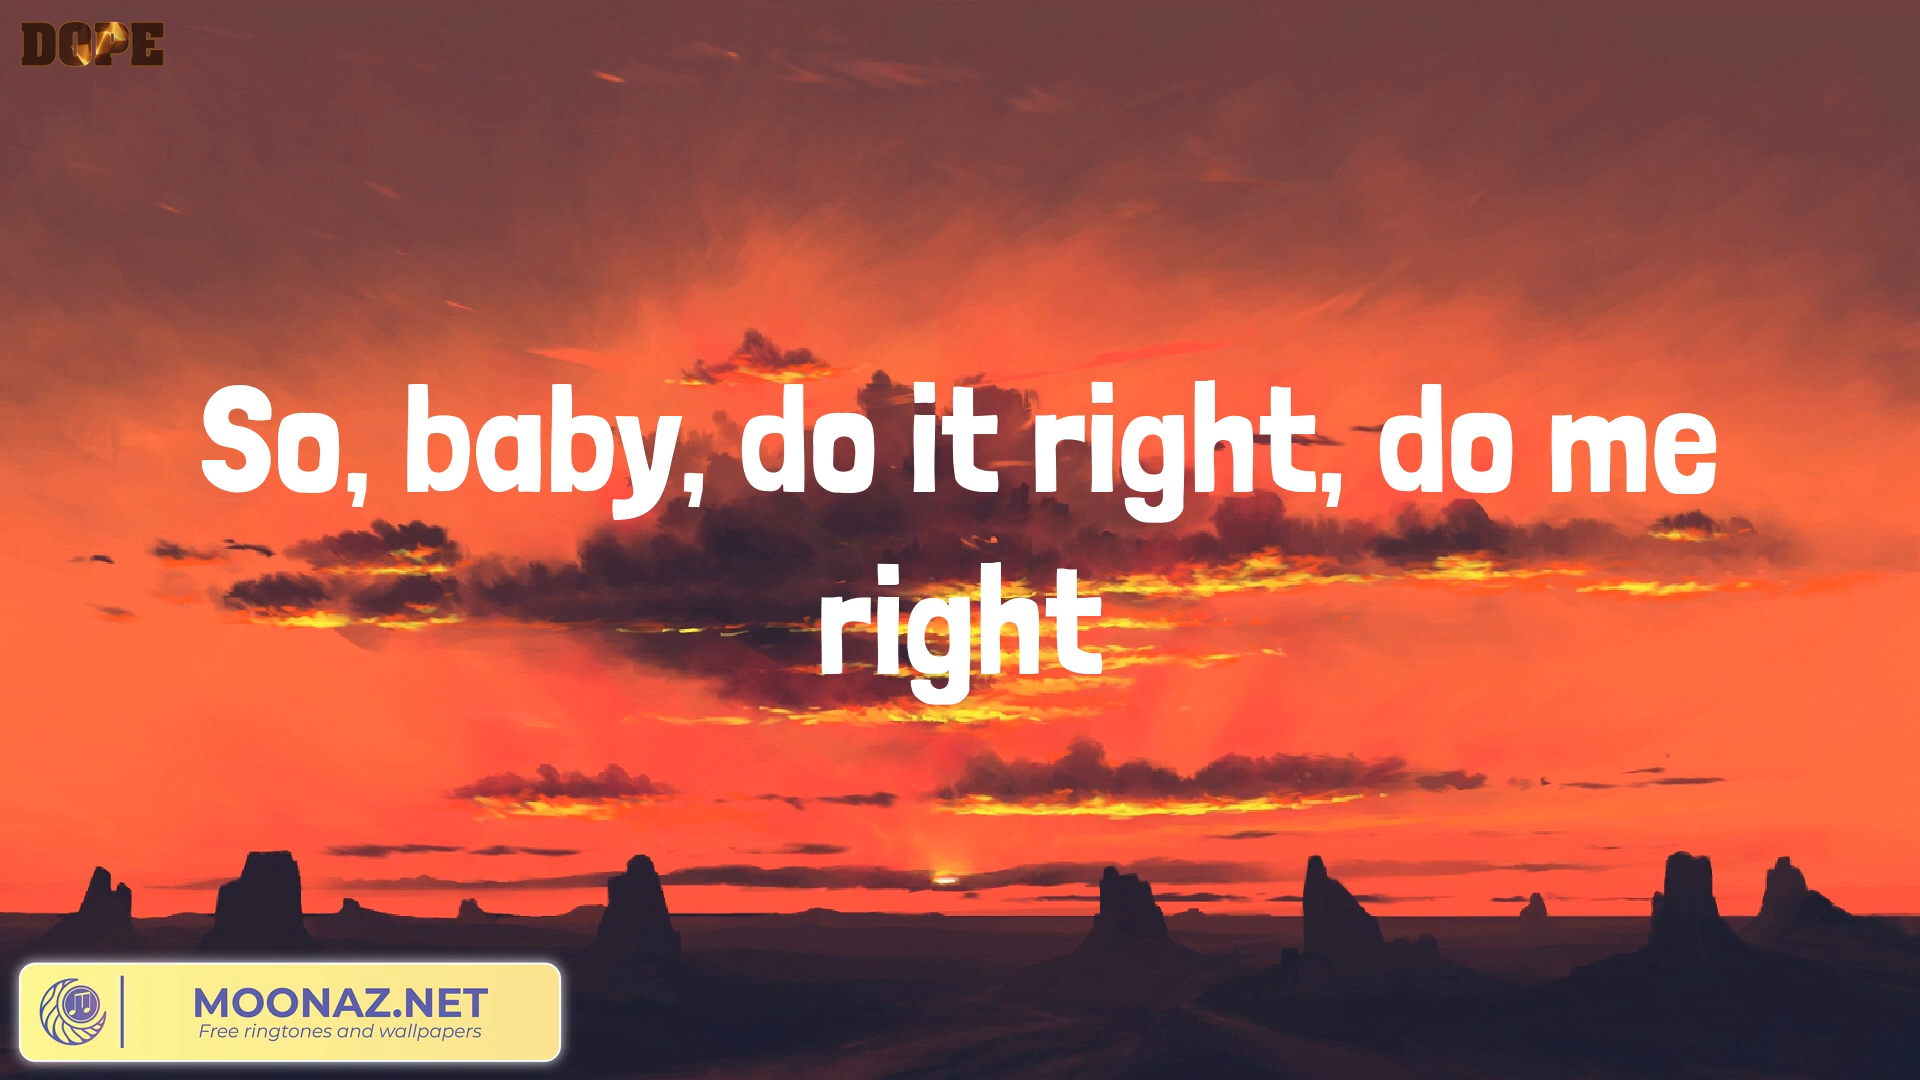 DOPE
So, baby, do it right, do me
right
MOONAZ.NET
Free ringtones and wallpapers